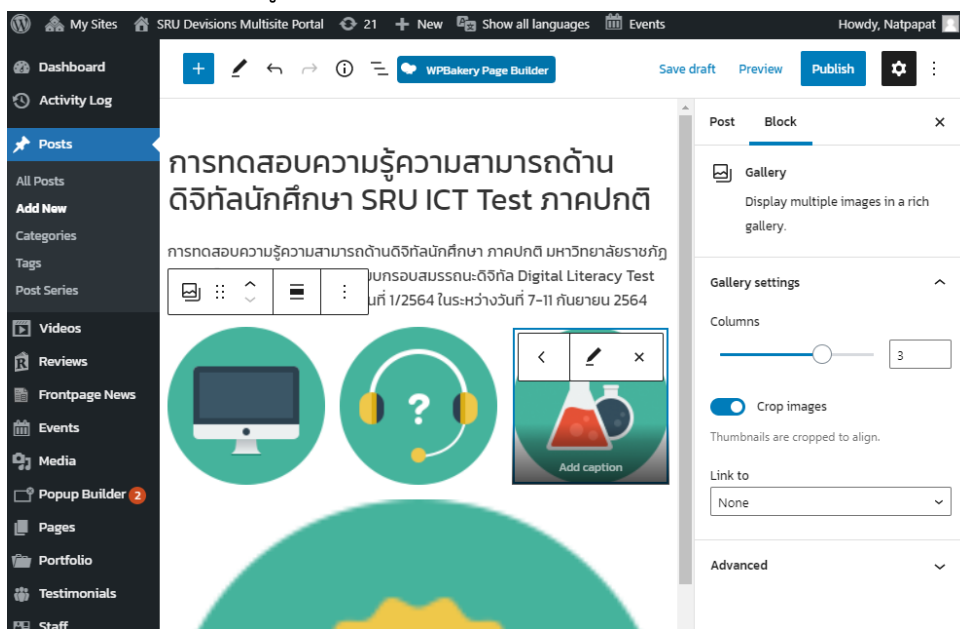 My Sites SRU Devisions Multisite Portal 21 New Show all languages Events Howdy, Natpapat
WPBakery Page Builder Save draft Preview Publish
Dashboard
Activity Log
Posts
All Posts
Add New
Categories
Tags
Post Series
Videos
Reviews
Frontpage News
Events
Media
Popup Builder 2
Pages
Portfolio
Testimonials
Staff
การทดสอบความรู้ความสามารถด้าน
ดิจิทัลนักศึกษา SRU ICT Test ภาคปกติ
การทดสอบความรู้ความสามารถด้านดิจิทัลนักศึกษา ภาคปกติ มหาวิทยาลัยราชภัฏ
กรอบสมรรถนะดิจิทัล Digital Literacy Test
ที่ 1/2564 ในระหว่างวันที่ 7-11 กันยายน 2564
?
Add caption
Post Block
Gallery
Display multiple images in a rich
gallery.
Gallery settings
Columns
3
Crop images
Thumbnails are cropped to align.
Link to
None
Advanced